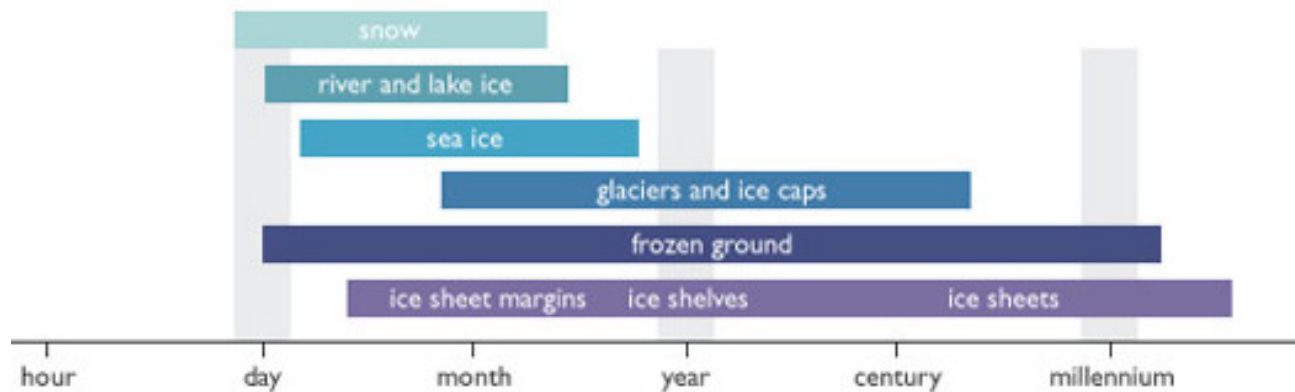 snow
river and lake ice
sea ice
glaciers and ice caps
frozen ground
ice sheet margins ice shelves ice sheets
hour day month year century millennium